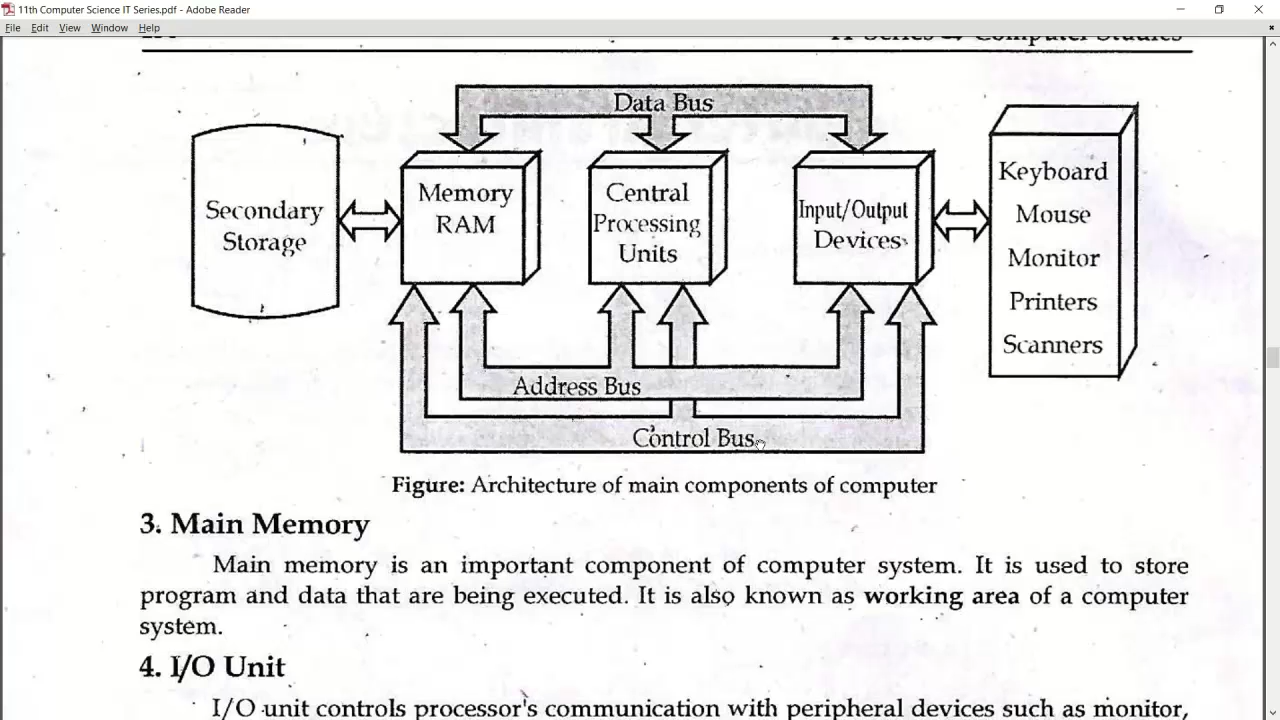 11th Computer Science IT Series.pdf - Adobe Reader
File Edit View Window Help
IT Series & Computer Studies
Data Bus
Secondary
Storage
Memory
RAM
Central
Processing
Units
Input/Output
Devices
Keyboard
Mouse
Monitor
Printers
Scanners
Address Bus
Control Bus
Figure: Architecture of main components of computer
3. Main Memory
Main memory is an important component of computer system. It is used to store
program and data that are being executed. It is also known as working area of a computer
system.
4. I/O Unit
I/O unit controls processor's communication with peripheral devices such as monitor,